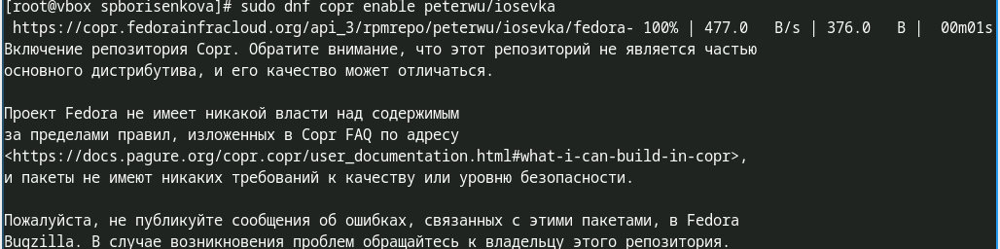 [root@vbox spborisenkova]# sudo dnf copr enable peterwu/iosevka
https://copr.fedorainfracloud.org/api_3/rpmrepo/peterwu/iosevka/fedora- 100% | 477.0   B/s | 376.0   B |  00m01s
Включение репозитория Copr. Обратите внимание, что этот репозиторий не является частью
основного дистрибутива, и его качество может отличаться.

Проект Fedora не имеет никакой власти над содержимым
за пределами правил, изложенных в Copr FAQ по адресу
<https://docs.pagure.org/copr.copr/user_documentation.html#what-i-can-build-in-copr>,
и пакеты не имеют никаких требований к качеству или уровню безопасности.

Пожалуйста, не публикуйте сообщения об ошибках, связанных с этими пакетами, в Fedora
Bugzilla. В случае возникновения проблем обращайтесь к владельцу этого репозитория.